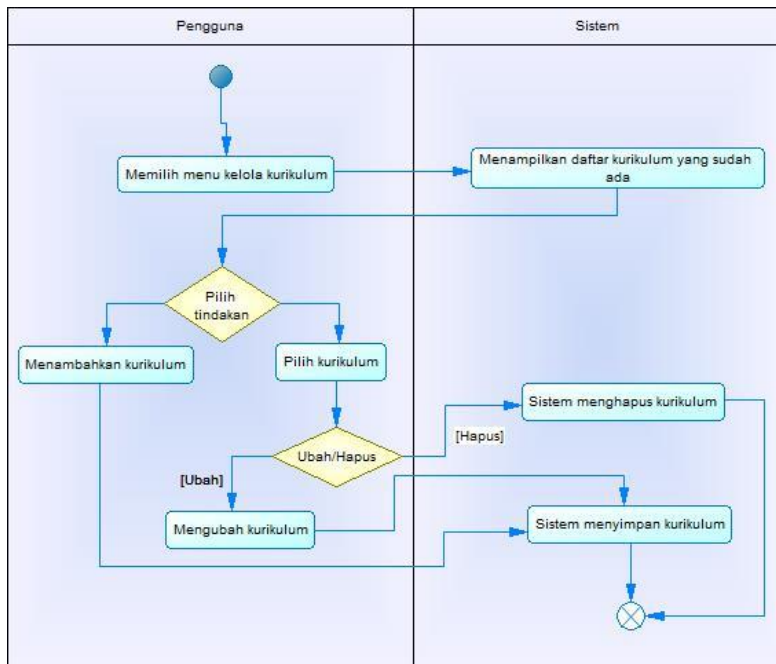 Pengguna
Sistem
Memilih menu kelola kurikulum
Menampilkan daftar kurikulum yang sudah
ada
Pilih
tindakan
Menambahkan kurikulum
Pilih kurikulum
Sistem menghapus kurikulum
[Hapus]
Ubah/Hapus
[Ubah]
Mengubah kurikulum
Sistem menyimpan kurikulum